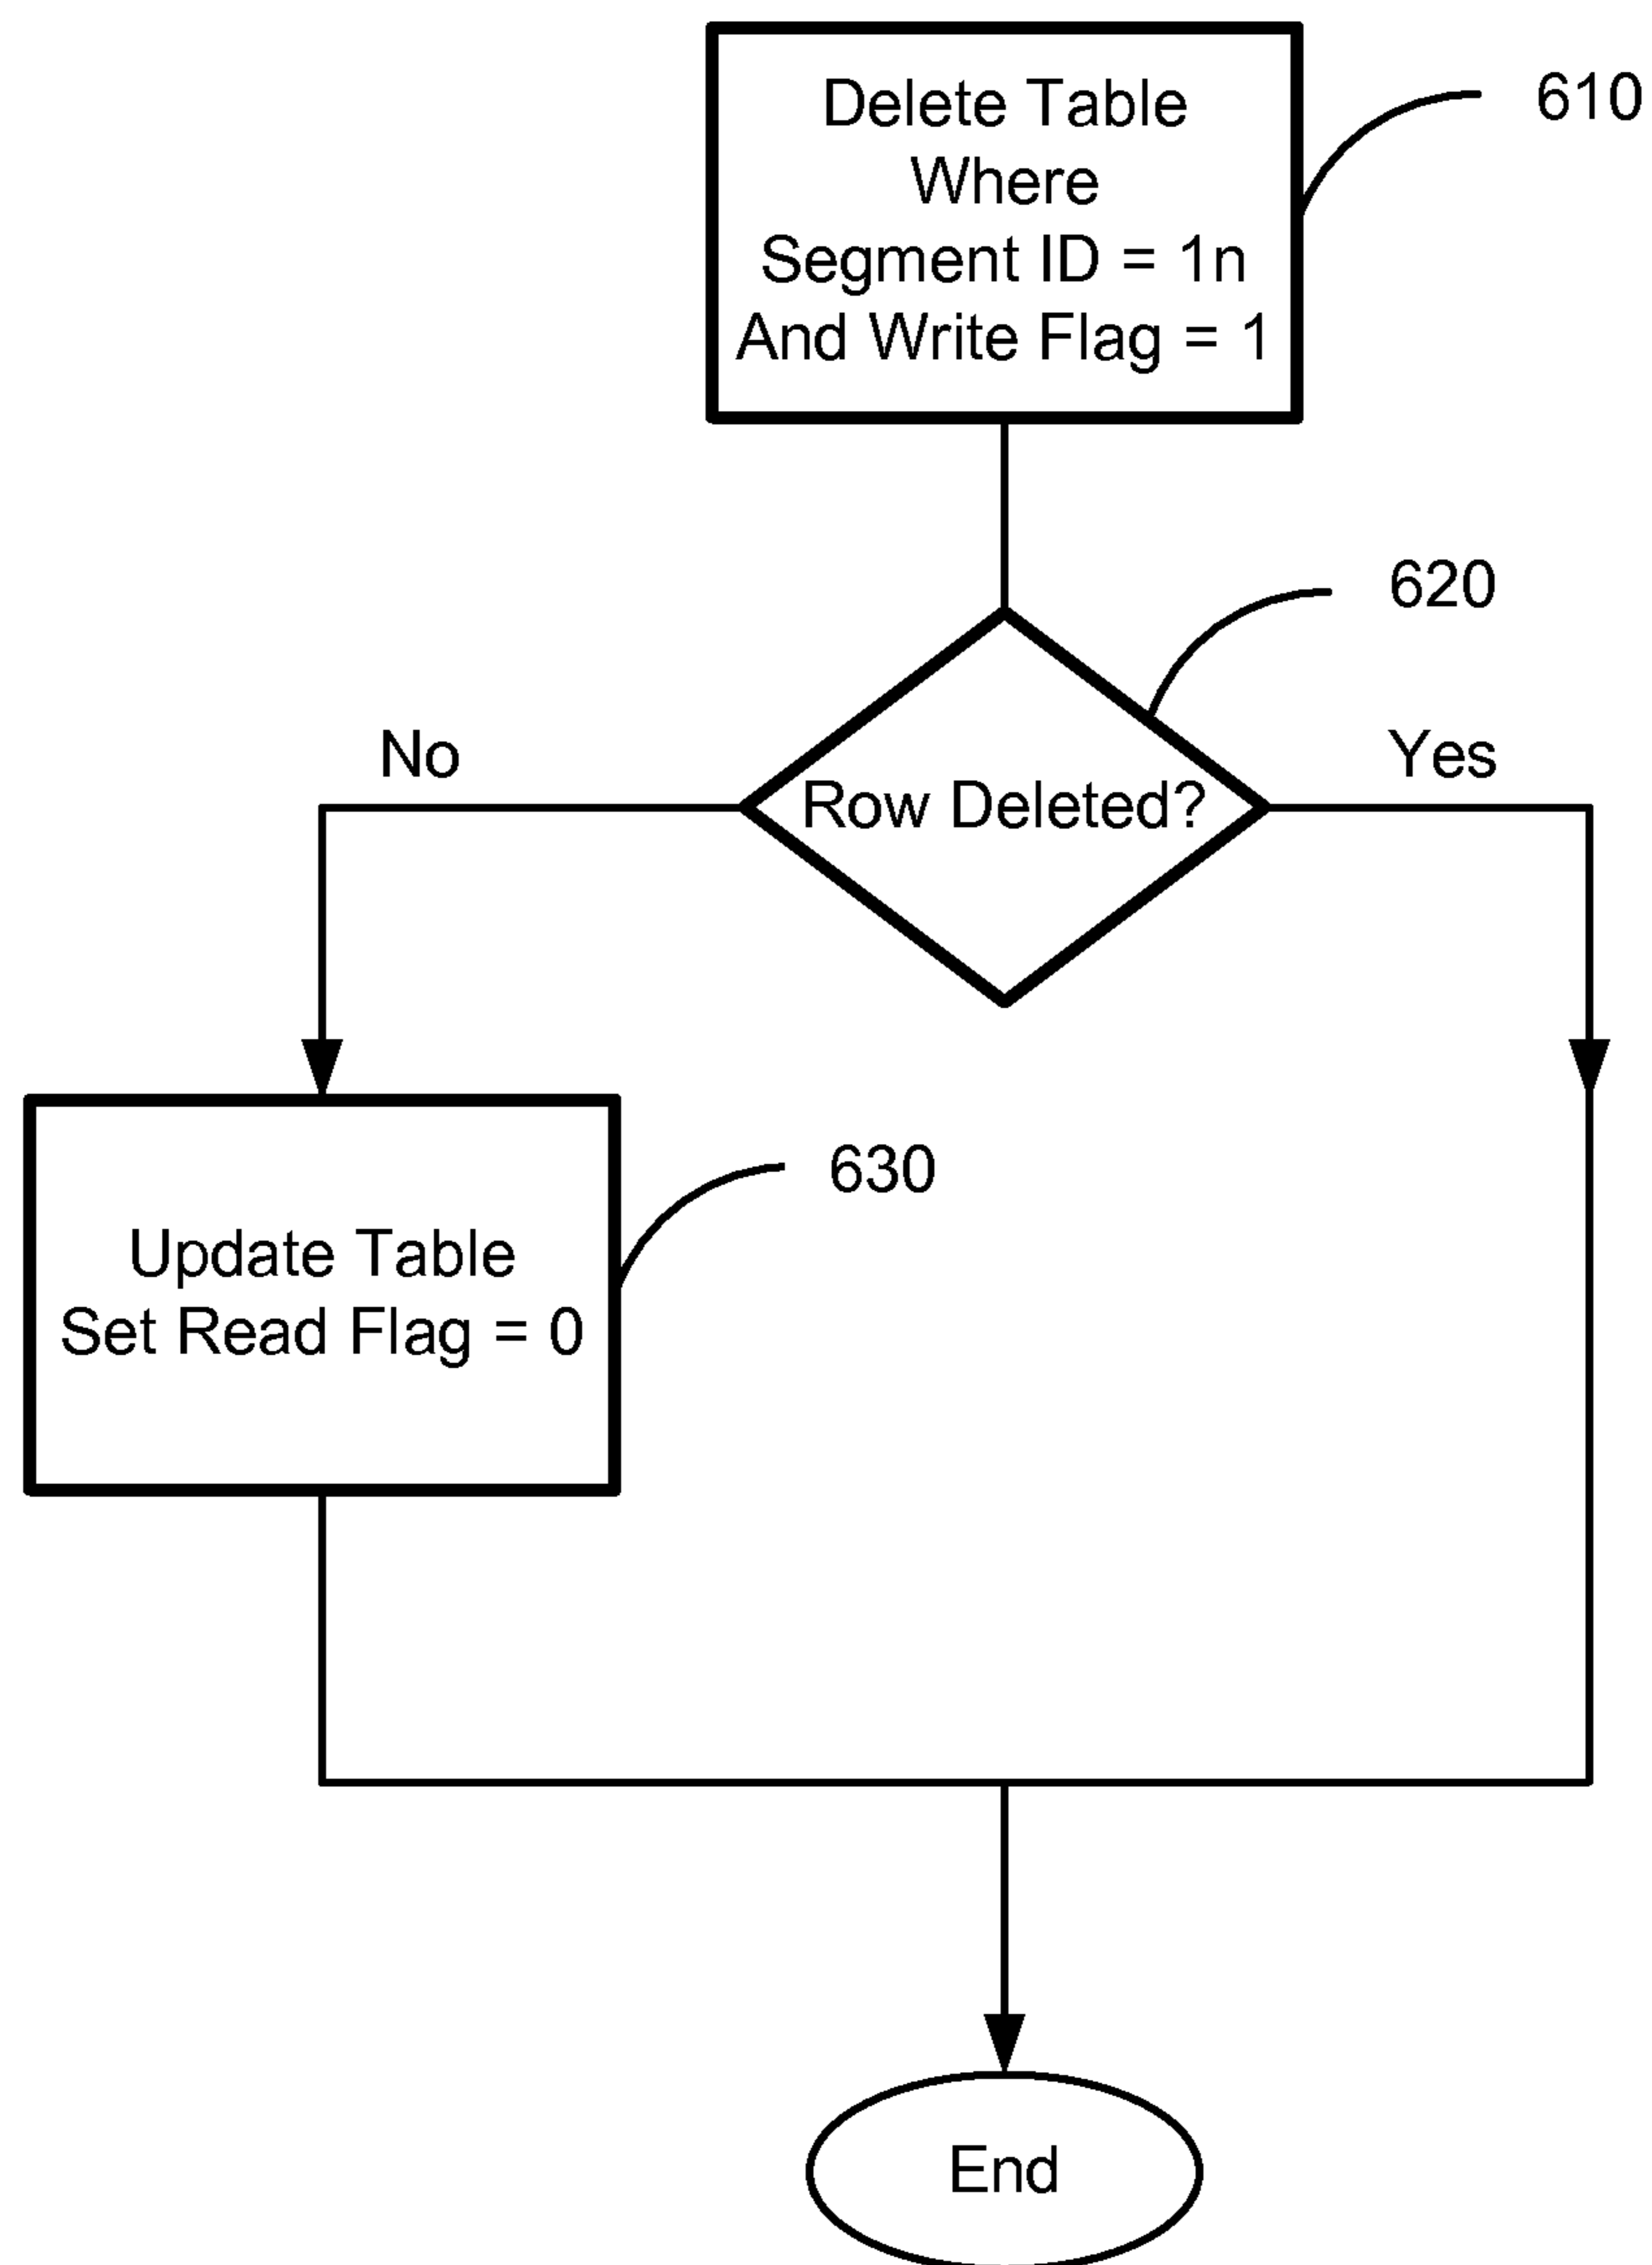 Delete Table
Where
Segment ID = 1n
And Write Flag = 1
610
620
No
Yes
Row Deleted?
630
Update Table
Set Read Flag = 0
End